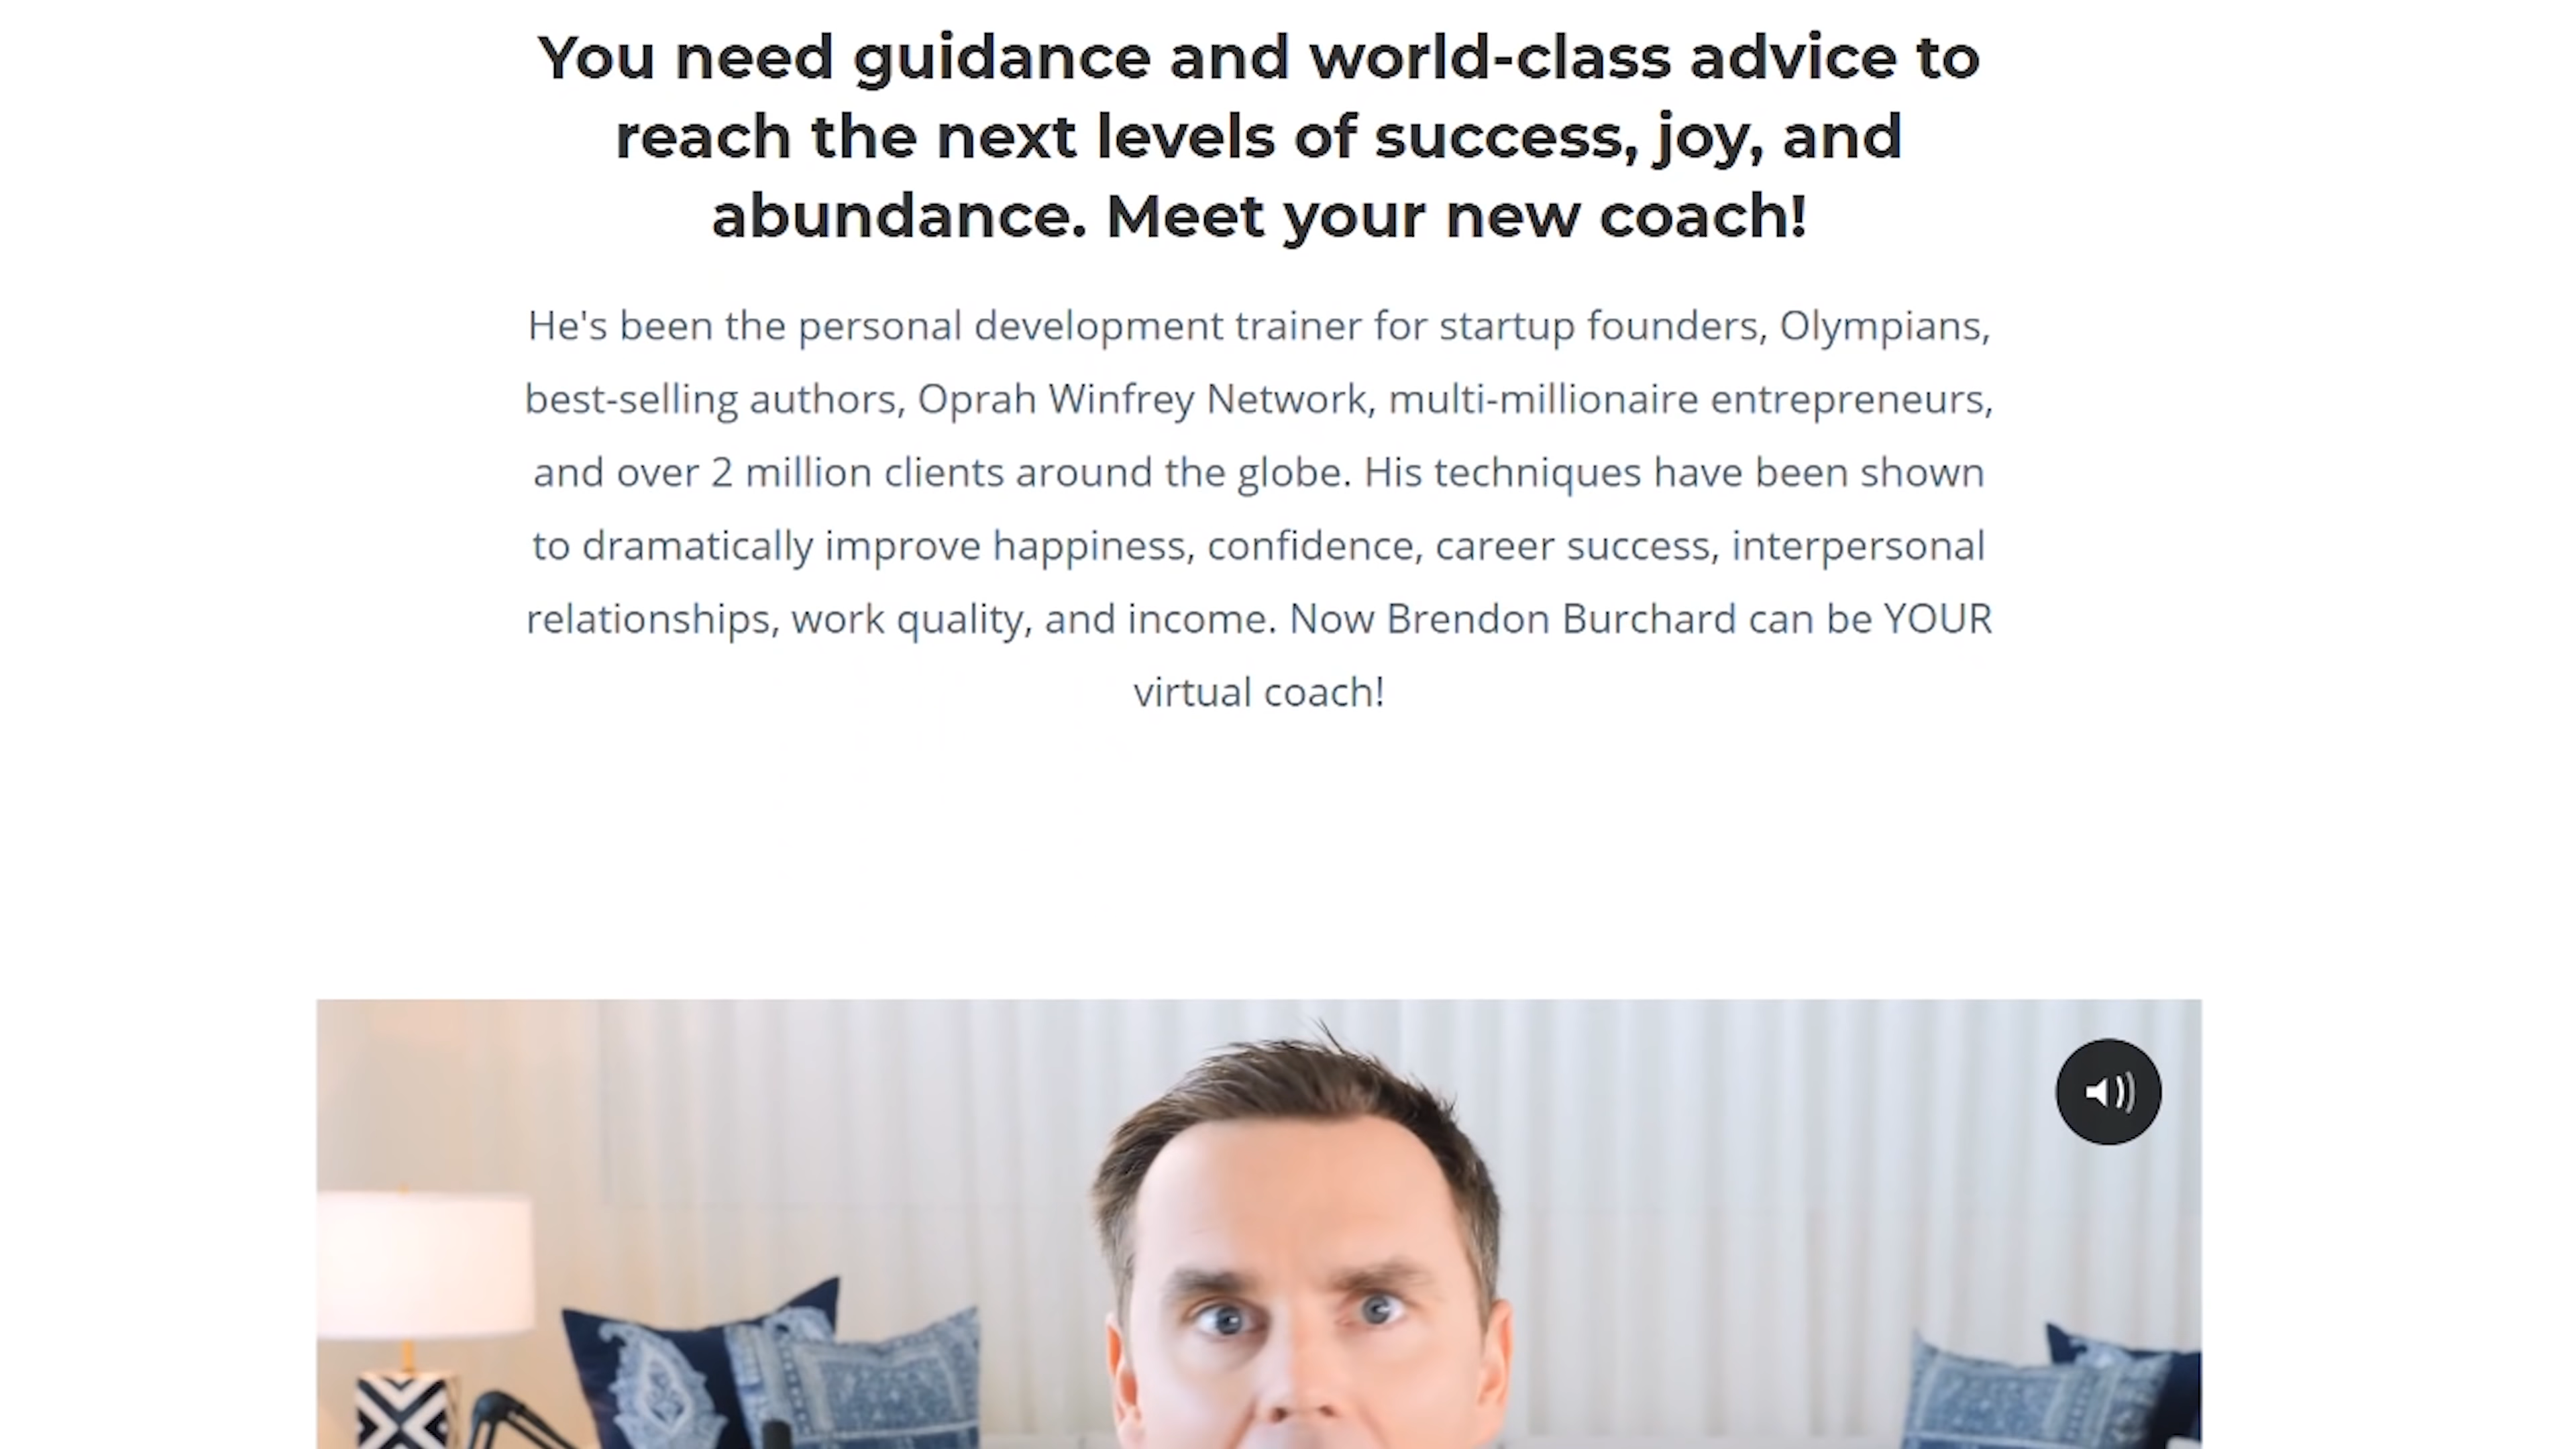 You need guidance and world-class advice to
reach the next levels of success, joy, and
abundance. Meet your new coach!
He's been the personal development trainer for startup founders, Olympians,
best-selling authors, Oprah Winfrey Network, multi-millionaire entrepreneurs,
and over 2 million clients around the globe. His techniques have been shown
to dramatically improve happiness, confidence, career success, interpersonal
relationships, work quality, and income. Now Brendon Burchard can be YOUR
virtual coach!